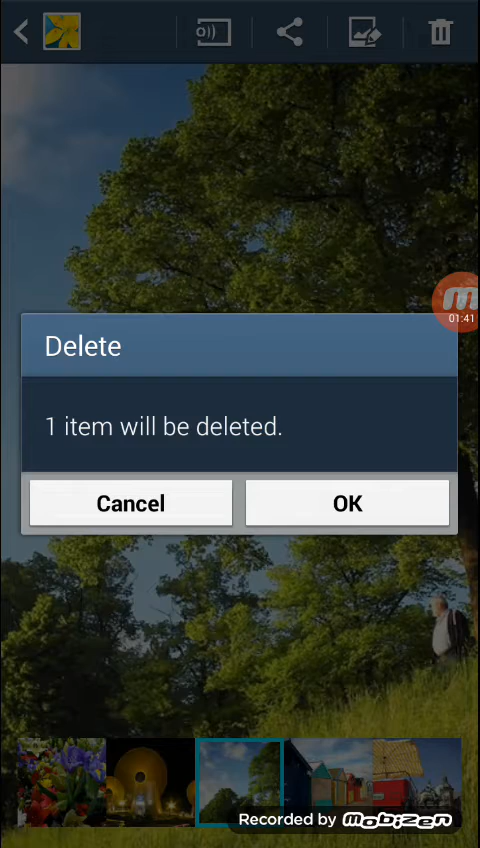 01:41
Delete
1 item will be deleted.
Cancel
OK
Recorded by mobizen